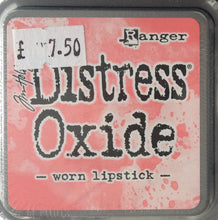 Ranger
£ 7.50
Distress®
Oxide
- worn lipstick -